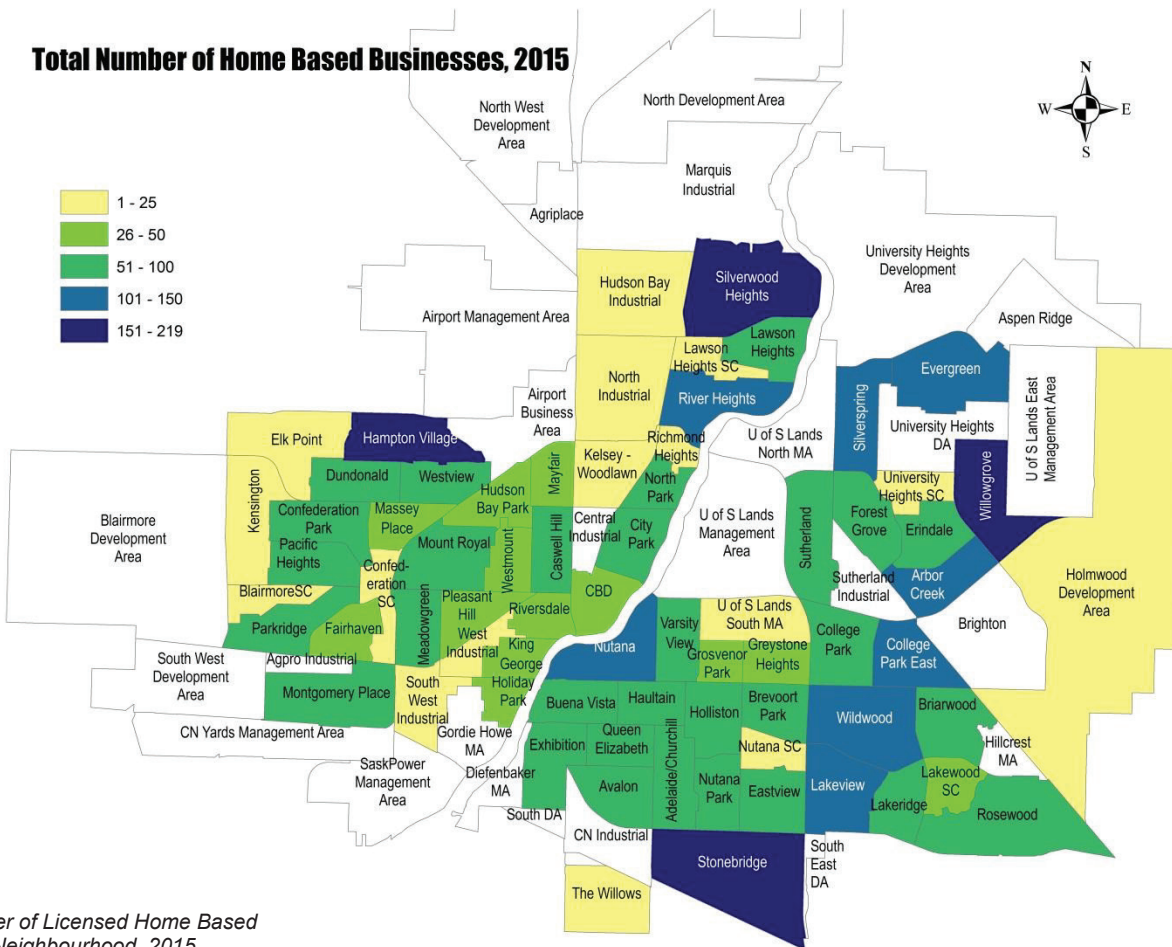 Total Number of Home Based Businesses, 2015
N
W
E
S
1 - 25
26 - 50
51 - 100
101 - 150
151 - 219
North West
Development
Area
North Development Area
Marquis
Industrial
Agriplace
University Heights
Development
Area
Hudson Bay
Industrial
Silverwood
Heights
Airport Management Area
Aspen Ridge
Lawson
Heights
Lawson
Heights SC
Evergreen
North
Industrial
River Heights
Airport
Business
Area
Silverspring
University Heights
DA
U of S Lands East
Management Area
Elk Point
Hampton Village
Richmond
Heights
U of S Lands
North MA
Kelsey -
Woodlawn
Mayfair
Dundonald
Westview
Hudson
Bay Park
North
Park
University
Heights SC
Willowgrove
Kensington
Massey
Place
Confederation
Park
Blairmore
Development
Area
Central
Industrial
City
Park
U of S Lands
Management
Area
Sutherland
Forest
Grove
Erindale
Mount Royal
Caswell Hill
Westmount
Pacific
Heights
Confed-
eration
SC
Sutherland
Industrial
Arbor
Creek
Holmwood
Development
Area
BlairmoreSC
Meadowgreen
Pleasant
Hill
Riversdale
CBD
U of S Lands
South MA
Parkridge
Fairhaven
West
Industrial
King
George
Nutana
Varsity
View
Grosvenor
Park
Greystone
Heights
College
Park
College
Park East
Brighton
South West
Development
Area
Agpro Industrial
Montgomery Place
South
West
Industrial
Holiday
Park
Buena Vista
Haultain
Holliston
Brevoort
Park
Wildwood
Briarwood
CN Yards Management Area
Gordie Howe
MA
Exhibition
Queen
Elizabeth
Adelaide/Churchill
Nutana SC
Hillcrest
MA
SaskPower
Management
Area
Diefenbaker
MA
Avalon
Nutana
Park
Eastview
Lakeview
Lakeridge
Lakewood
SC
Rosewood
South DA
CN Industrial
Stonebridge
South
East
DA
The Willows
er of Licensed Home Based
Neighbourhood, 2015